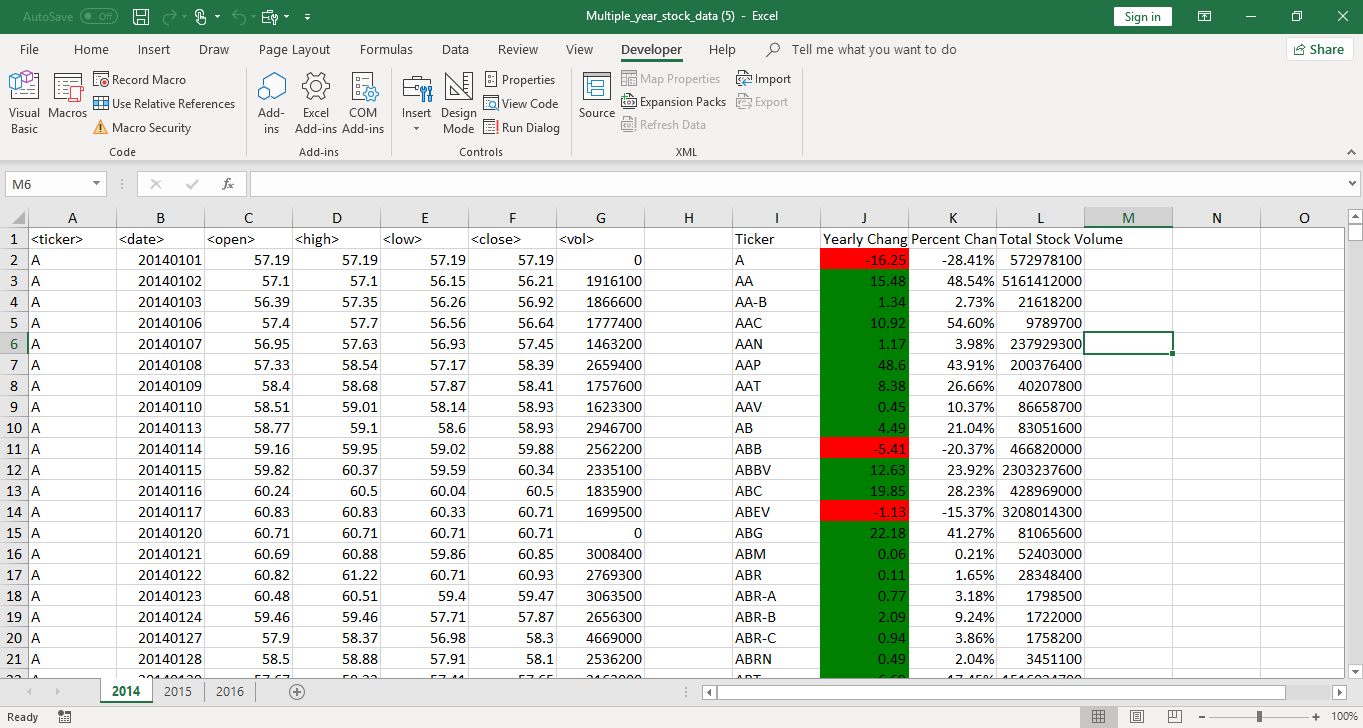 AutoSave Off Multiple_year_stock_data (5) - Excel Sign in
File Home Insert Draw Page Layout Formulas Data Review View Developer Help Tell me what you want to do Share
Visual Basic Macros Record Macro Use Relative References Macro Security
Add-ins Excel Add-ins COM Add-ins
Insert Design Mode Properties View Code Run Dialog
Source Map Properties Expansion Packs Refresh Data Import Export
Code Add-ins Controls XML
M6 fx
A B C D E F G H I J K L M N O
1 <ticker> <date> <open> <high> <low> <close> <vol> Ticker Yearly Chang Percent Chan Total Stock Volume
2 A 20140101 57.19 57.19 57.19 57.19 0 A -16.25 -28.41% 572978100
3 A 20140102 57.1 57.1 56.15 56.21 1916100 AA 15.48 48.54% 5161412000
4 A 20140103 56.39 57.35 56.26 56.92 1866600 AA-B 1.34 2.73% 21618200
5 A 20140106 57.4 57.7 56.56 56.64 1777400 AAC 10.92 54.60% 9789700
6 A 20140107 56.95 57.63 56.93 57.45 1463200 AAN 1.17 3.98% 237929300
7 A 20140108 57.33 58.54 57.17 58.39 2659400 AAP 48.6 43.91% 200376400
8 A 20140109 58.4 58.68 57.87 58.41 1757600 AAT 8.38 26.66% 40207800
9 A 20140110 58.51 59.01 58.14 58.93 1623300 AAV 0.45 10.37% 86658700
10 A 20140113 58.77 59.1 58.6 58.93 2946700 AB 4.49 21.04% 83051600
11 A 20140114 59.16 59.95 59.02 59.88 2562200 ABB -5.41 -20.37% 466820000
12 A 20140115 59.82 60.37 59.59 60.34 2335100 ABBV 12.63 23.92% 2303237600
13 A 20140116 60.24 60.5 60.04 60.5 1835900 ABC 19.85 28.23% 428969000
14 A 20140117 60.83 60.83 60.33 60.71 1699500 ABEV -1.13 -15.37% 3208014300
15 A 20140120 60.71 60.71 60.71 60.71 0 ABG 22.18 41.27% 81065600
16 A 20140121 60.69 60.88 59.86 60.85 3008400 ABM 0.06 0.21% 52403000
17 A 20140122 60.82 61.22 60.71 60.93 2769300 ABR 0.11 1.65% 28348400
18 A 20140123 60.48 60.51 59.4 59.47 3063500 ABR-A 0.77 3.18% 1798500
19 A 20140124 59.46 59.46 57.71 57.87 2656300 ABR-B 2.09 9.24% 1722000
20 A 20140127 57.9 58.37 56.98 58.3 4669000 ABR-C 0.94 3.86% 1758200
21 A 20140128 58.5 58.88 57.91 58.1 2536200 ABRN 0.49 2.04% 3451100
2014 2015 2016
Ready 100%